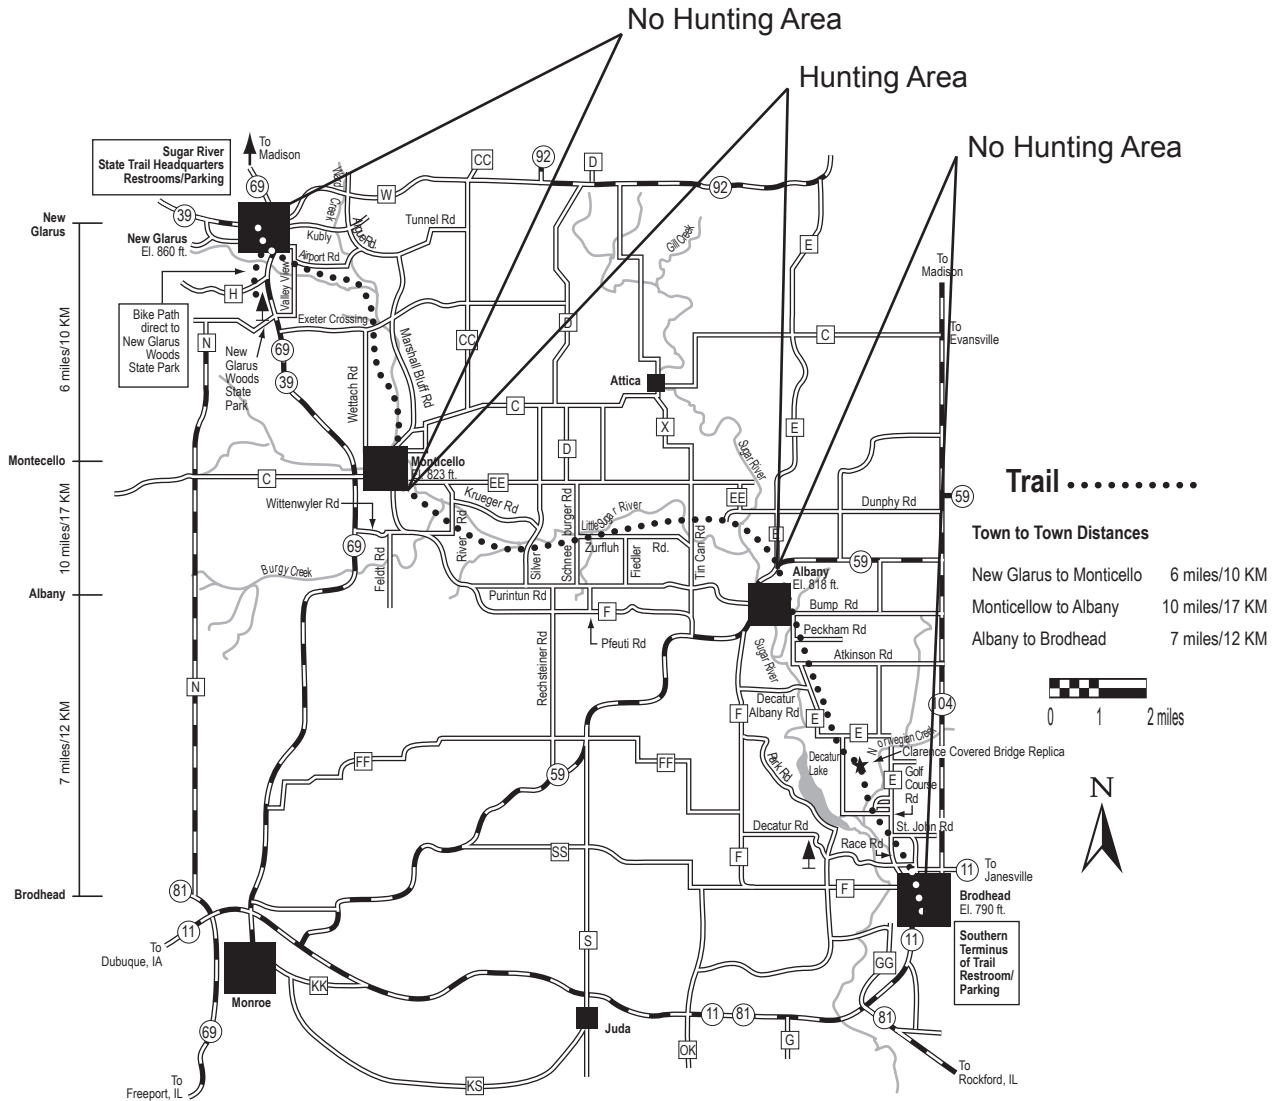 No Hunting Area
Hunting Area
No Hunting Area
Sugar River
State Trail Headquarters
Restrooms/Parking
To
Madison
69
39
New
Glarus
New Glarus
El. 860 ft.
Ward
Creek
W
CC
92
D
92
Kubly
Algue Rd
Tunnel Rd
Airport Rd
Gill Creek
E
To
Madison
H
Valley View
Bike Path
direct to
New Glarus
Woods
State Park
Exeter Crossing
N
New
Glarus
Woods
State
Park
69
39
6 miles/10 KM
Wettach Rd
Marshall Bluff Rd
CC
D
C
To
Evansville
Attica
C
X
E
D
Sugar River
Montecello
Monticello
El. 823 ft.
C
EE
EE
Krueger Rd
Wittenwyler Rd
River Rd
Little Sugar River
Dunphy Rd
59
Trail
Town to Town Distances
New Glarus to Monticello 6 miles/10 KM
Monticellow to Albany 10 miles/17 KM
Albany to Brodhead 7 miles/12 KM
0 1 2 miles
N
10 miles/17 KM
69
Feldt Rd
Burgy Creek
Silver
Schnee burger Rd
Zurfluh Rd.
Fiedler
Tin Can Rd
E
59
Albany
El. 818 ft.
Albany
Purintun Rd
F
Pfeuti Rd
Bump Rd
Peckham Rd
Atkinson Rd
Sugar River
Rechsteiner Rd
N
Decatur
Albany Rd
F
E
E
104
Norwegian Creek
Clarence Covered Bridge Replica
7 miles/12 KM
FF
FF
59
Park Rd
Decatur
Lake
E
Golf
Course
Rd
Decatur Rd
St. John Rd
Race Rd
SS
F
F
11
To
Janesville
Brodhead
81
Brodhead
El. 790 ft.
11
To
Dubuque, IA
Monroe
KK
S
11
GG
Southern
Terminus
of Trail
Restroom/
Parking
69
Juda
11
81
81
G
OK
KS
To
Freeport, IL
To
Rockford, IL